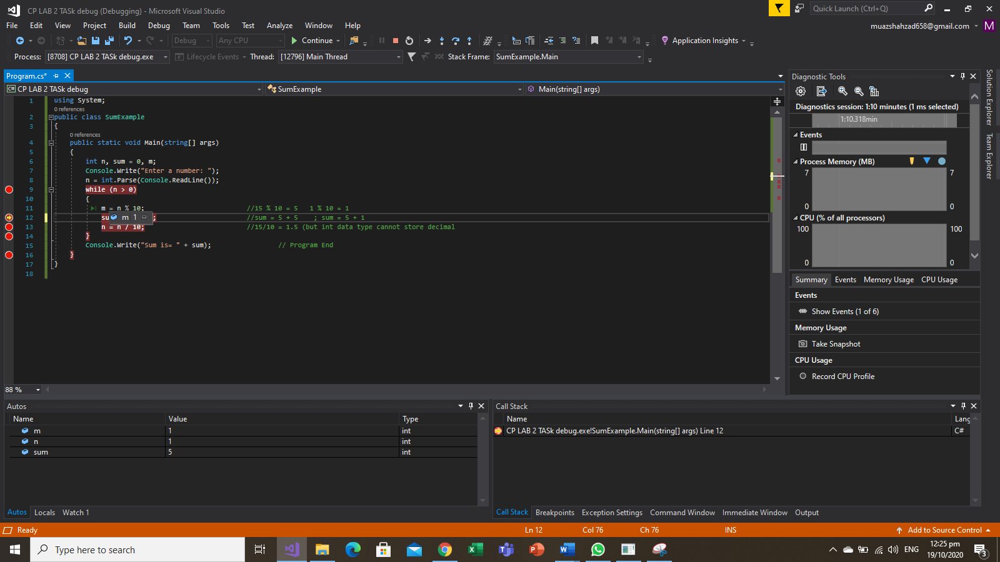 CP LAB 2 TASk debug (Debugging) - Microsoft Visual Studio
Quick Launch (Ctrl+Q)
File Edit View Project Build Debug Team Tools Test Analyze Window Help
muazshahzad658@gmail.com M
Debug Any CPU Continue Application Insights
Process: [8708] CP LAB 2 TASk debug.exe Lifecycle Events Thread: [12796] Main Thread Stack Frame: SumExample.Main
Program.cs*
C# CP LAB 2 TASk debug SumExample Main(string[] args)
1 using System;
0 references
2 public class SumExample
3 {
0 references
4 public static void Main(string[] args)
5 {
6 int n, sum = 0, m;
7 Console.Write("Enter a number: ");
8 n = int.Parse(Console.ReadLine());
9 while (n > 0)
10 {
11 m = n % 10; //15 % 10 = 5 1 % 10 = 1
12 su m 1 ; //sum = 5 + 5 ; sum = 5 + 1
13 n = n / 10; //15/10 = 1.5 (but int data type cannot store decimal
14 }
15 Console.Write("Sum is= " + sum); // Program End
16 }
17 }
18
88 %
Diagnostic Tools
Diagnostics session: 1:10 minutes (1 ms selected)
1:10.318min
Events
Process Memory (MB)
7 7
0 0
CPU (% of all processors)
100 100
0 0
Summary Events Memory Usage CPU Usage
Events
Show Events (1 of 6)
Memory Usage
Take Snapshot
CPU Usage
Record CPU Profile
Solution Explorer
Team Explorer
Autos
Name Value Type
m 1 int
n 1 int
sum 5 int
Autos Locals Watch 1
Call Stack
Name Lang
CP LAB 2 TASk debug.exe!SumExample.Main(string[] args) Line 12 C#
Call Stack Breakpoints Exception Settings Command Window Immediate Window Output
Ready Ln 12 Col 76 Ch 76 INS Add to Source Control
Type here to search
ENG
12:25 pm
19/10/2020
3